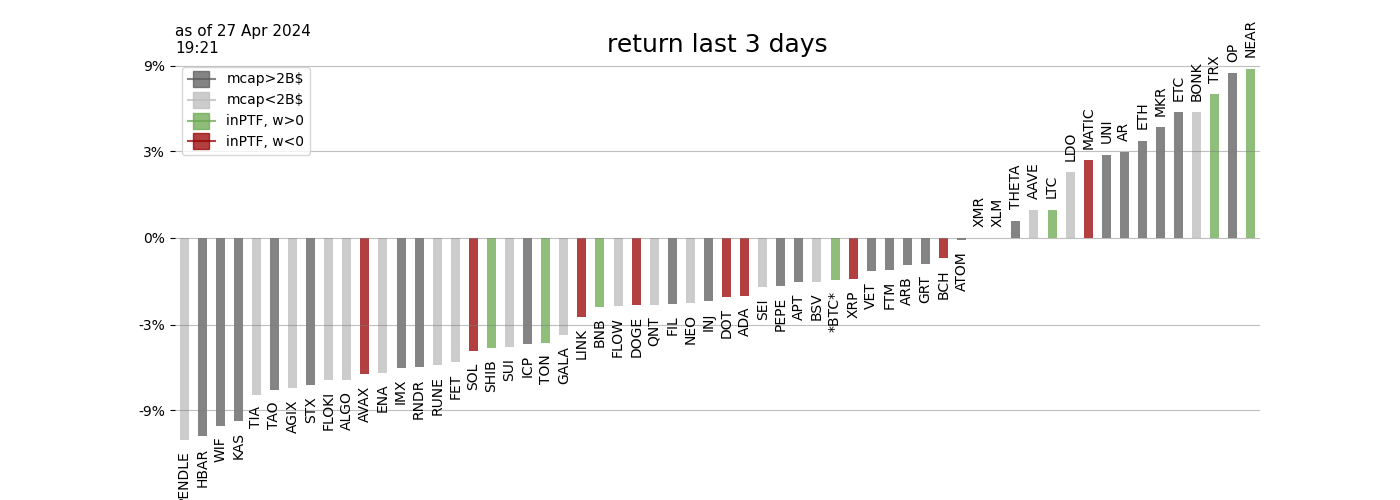 as of 27 Apr 2024
19:21
return last 3 days
9%
3%
0%
-3%
-9%
mcap>2B$
mcap<2B$
inPTF, w>0
inPTF, w<0
ENDLE
HBAR
WIF
KAS
TIA
TAO
AGIX
STX
FLOKI
ALGO
AVAX
ENA
IMX
RNDR
RUNE
FET
SOL
SHIB
SUI
ICP
TON
GALA
LINK
BNB
FLOW
DOGE
QNT
FIL
NEO
INJ
DOT
ADA
SEI
PEPE
APT
BSV
*BTC*
XRP
VET
FTM
ARB
GRT
BCH
ATOM
XMR
XLM
THETA
AAVE
LTC
LDO
MATIC
UNI
AR
ETH
MKR
ETC
BONK
TRX
OP
NEAR